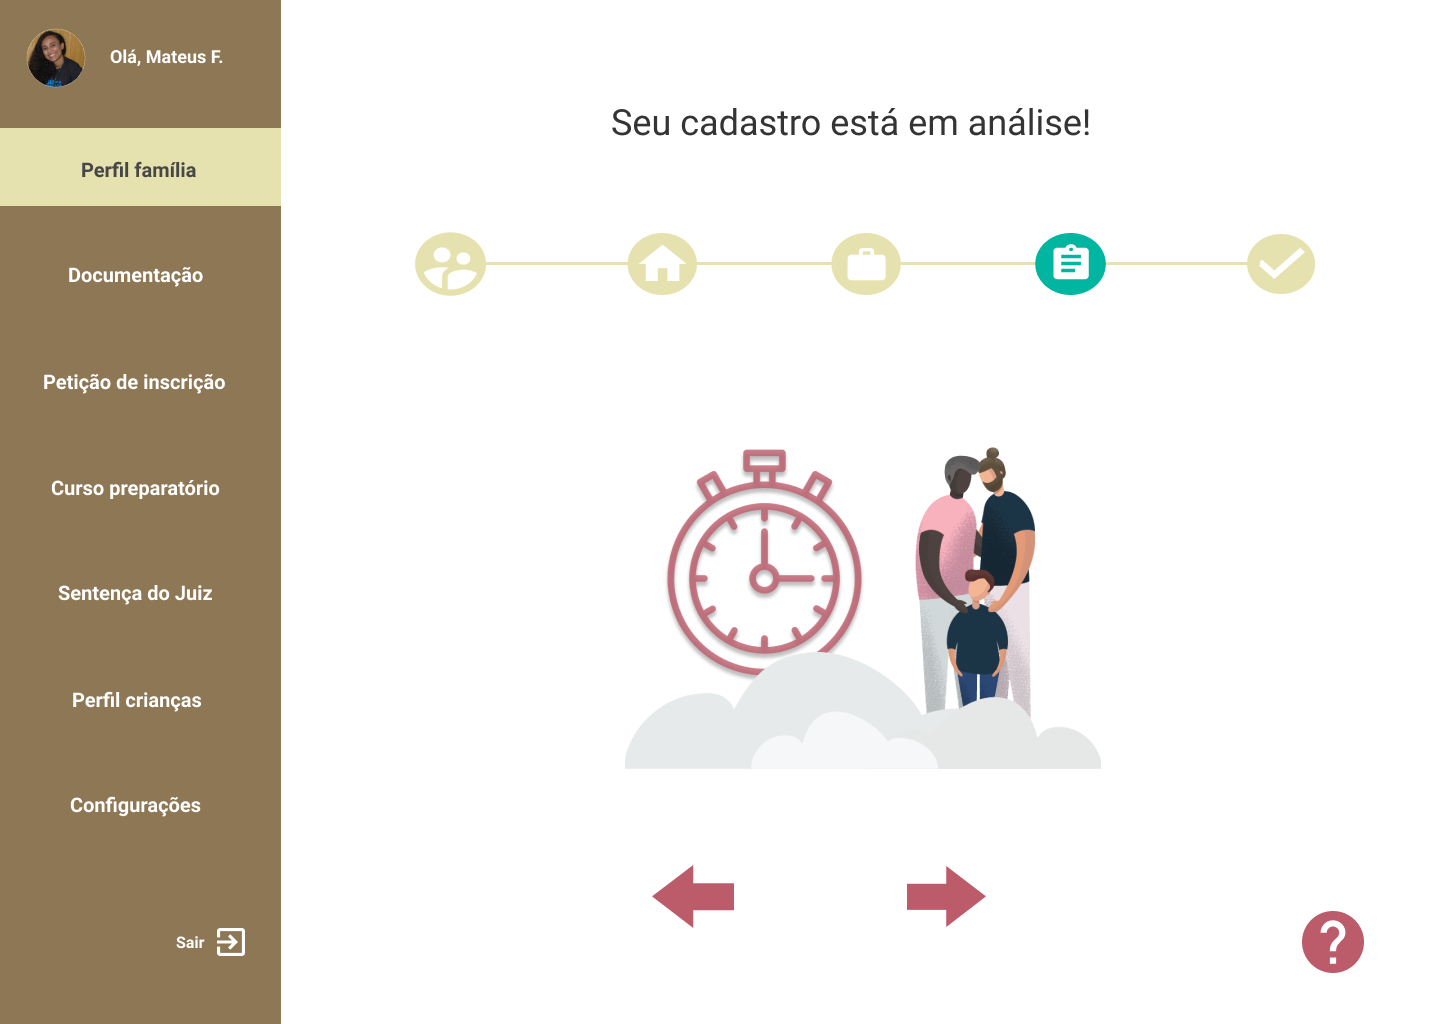 Olá, Mateus F.
Perfil família
Documentação
Petição de inscrição
Curso preparatório
Sentença do Juiz
Perfil crianças
Configurações
Sair
Seu cadastro está em análise!
?